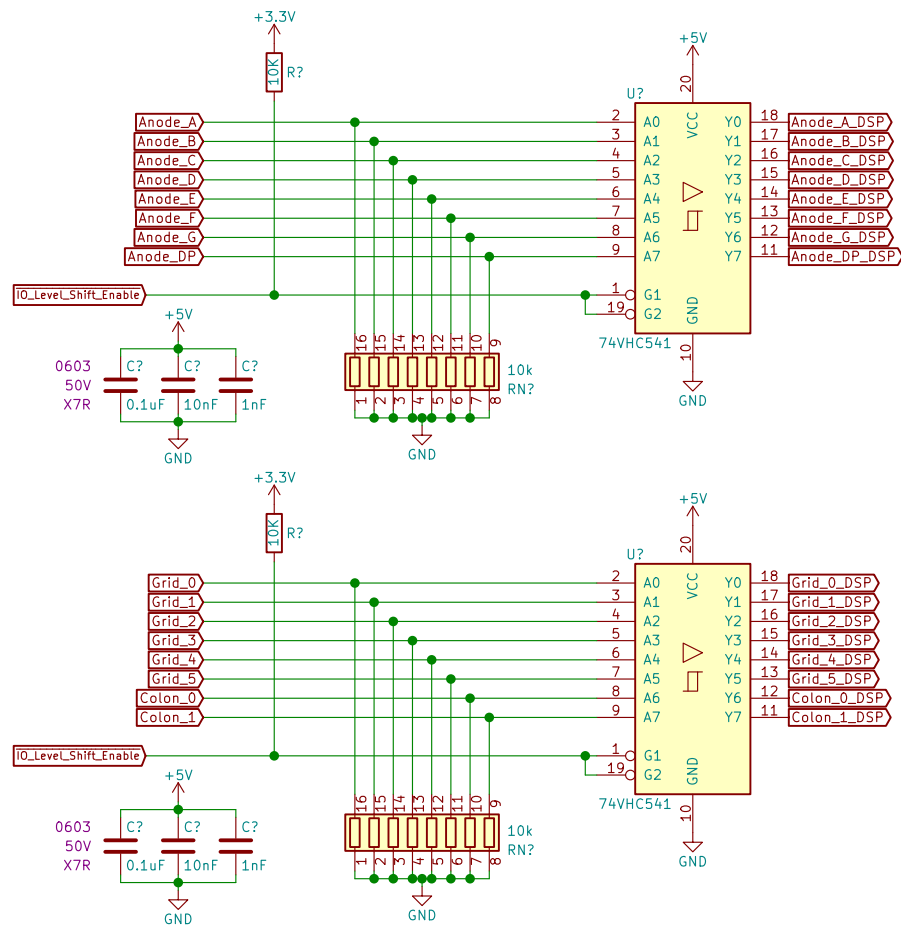 +3.3V
10K R?
+5V
20
U?
VCC
Anode_A 2 A0 Y0 18 Anode_A_DSP
Anode_B 3 A1 Y1 17 Anode_B_DSP
Anode_C 4 A2 Y2 16 Anode_C_DSP
Anode_D 5 A3 Y3 15 Anode_D_DSP
Anode_E 6 A4 Y4 14 Anode_E_DSP
Anode_F 7 A5 Y5 13 Anode_F_DSP
Anode_G 8 A6 Y6 12 Anode_G_DSP
Anode_DP 9 A7 Y7 11 Anode_DP_DSP
IO_Level_Shift_Enable 1 G1
19 G2
GND
74VHC541
10
GND
+5V
0603
50V
X7R
C? C? C?
0.1uF 10nF 1nF
GND
16 15 14 13 12 11 10 9
10k
RN?
1 2 3 4 5 6 7 8
GND
+3.3V
10K R?
+5V
20
U?
VCC
Grid_0 2 A0 Y0 18 Grid_0_DSP
Grid_1 3 A1 Y1 17 Grid_1_DSP
Grid_2 4 A2 Y2 16 Grid_2_DSP
Grid_3 5 A3 Y3 15 Grid_3_DSP
Grid_4 6 A4 Y4 14 Grid_4_DSP
Grid_5 7 A5 Y5 13 Grid_5_DSP
Colon_0 8 A6 Y6 12 Colon_0_DSP
Colon_1 9 A7 Y7 11 Colon_1_DSP
IO_Level_Shift_Enable 1 G1
19 G2
GND
74VHC541
10
GND
+5V
0603
50V
X7R
C? C? C?
0.1uF 10nF 1nF
GND
16 15 14 13 12 11 10 9
10k
RN?
1 2 3 4 5 6 7 8
GND